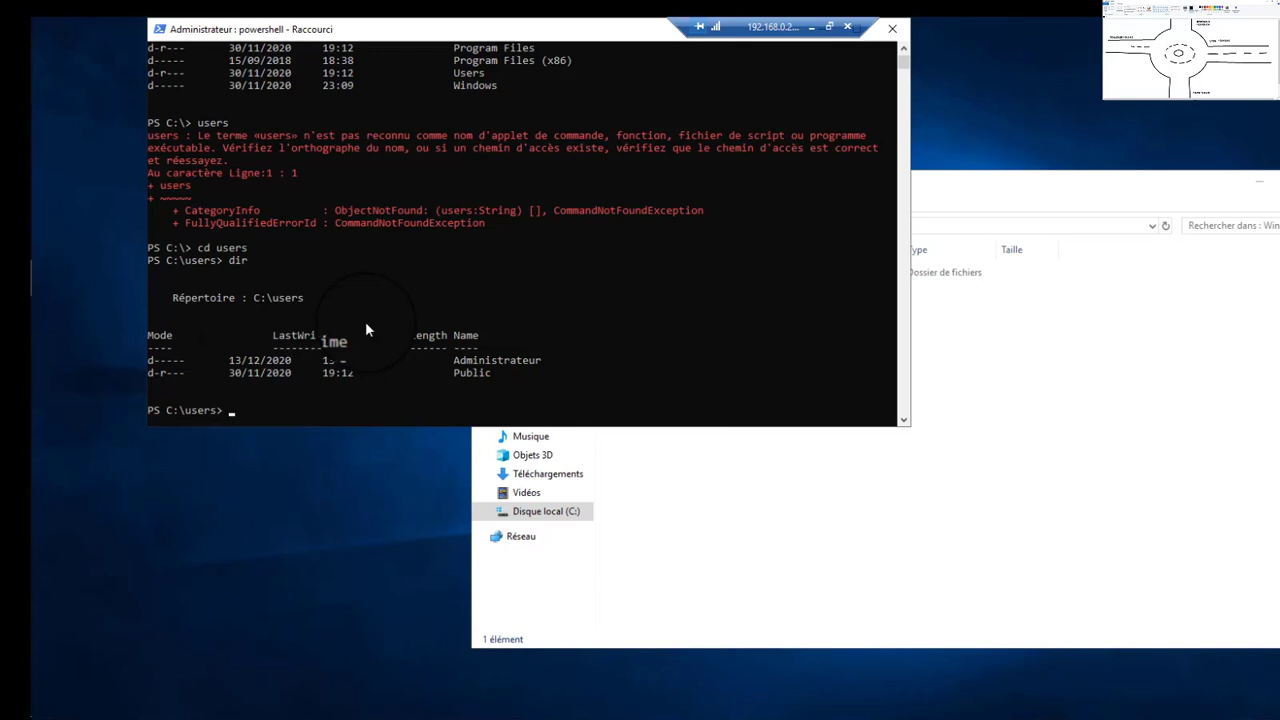 Administrateur : powershell - Raccourci
192.168.0.2...
d-r--- 30/11/2020 19:12 Program Files
d----- 15/09/2018 18:38 Program Files (x86)
d-r--- 30/11/2020 19:12 Users
d----- 30/11/2020 23:09 Windows
PS C:\> users
users : Le terme «users» n'est pas reconnu comme nom d'applet de commande, fonction, fichier de script ou programme
exécutable. Vérifiez l'orthographe du nom, ou si un chemin d'accès existe, vérifiez que le chemin d'accès est correct
et réessayez.
Au caractère Ligne:1 : 1
+ users
+ ~~~~~
+ CategoryInfo : ObjectNotFound: (users:String) [], CommandNotFoundException
+ FullyQualifiedErrorId : CommandNotFoundException
PS C:\> cd users
PS C:\users> dir
Répertoire : C:\users
Mode LastWri ime ength Name
---- -------- ------ ----
d----- 13/12/2020 Administrateur
d-r--- 30/11/2020 19:12 Public
PS C:\users>
Rechercher dans : Win
ype Taille
Dossier de fichiers
Musique
Objets 3D
Téléchargements
Vidéos
Disque local (C:)
Réseau
1 élément